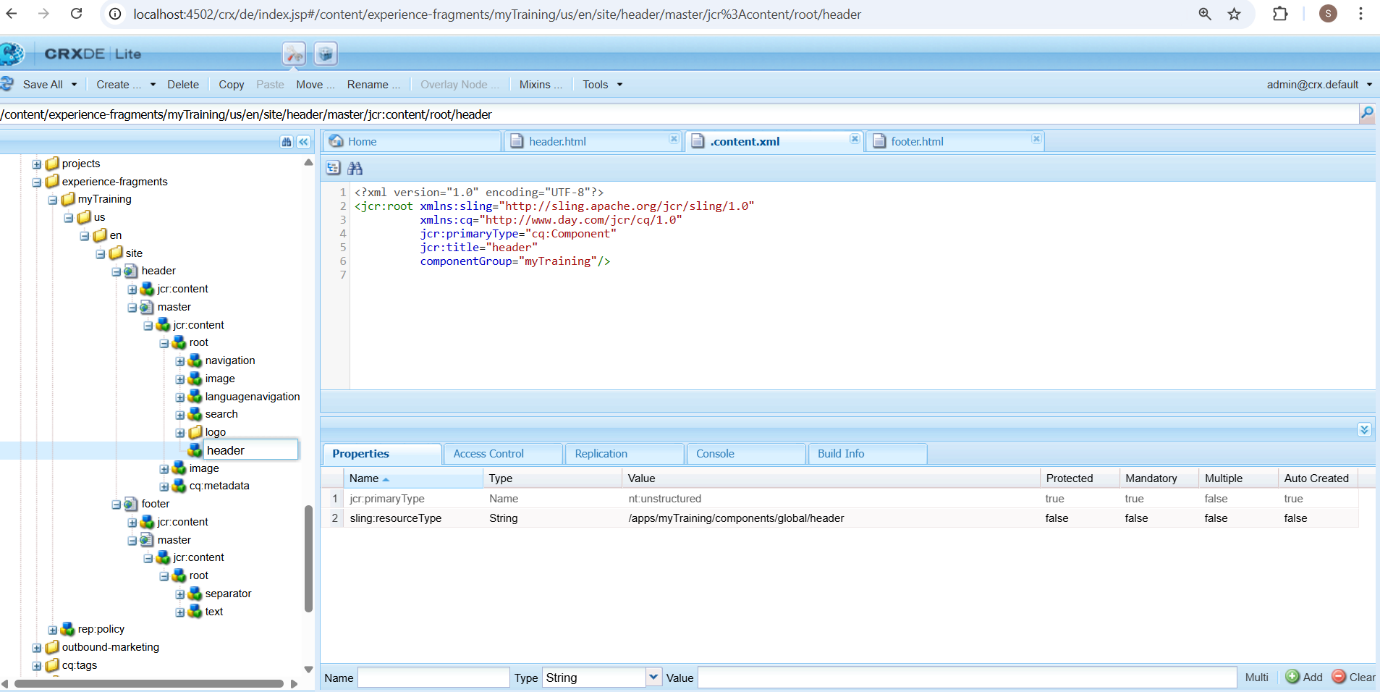 localhost:4502/crx/de/index.jsp#/content/experience-fragments/myTraining/us/en/site/header/master/jcr%3Acontent/root/header
S
CRXDE | Lite
Save All Create ... Delete Copy Paste Move ... Rename ... Overlay Node ... Mixins ... Tools admin@crx.default
/content/experience-fragments/myTraining/us/en/site/header/master/jcr:content/root/header
Home header.html .content.xml footer.html
projects
experience-fragments
myTraining
us
en
site
header
jcr:content
master
jcr:content
root
navigation
image
languagenavigation
search
logo
header
image
cq:metadata
footer
jcr:content
master
jcr:content
root
separator
text
rep:policy
outbound-marketing
cq:tags
1 <?xml version="1.0" encoding="UTF-8"?>
2 <jcr:root xmlns:sling="http://sling.apache.org/jcr/sling/1.0"
3 xmlns:cq="http://www.day.com/jcr/cq/1.0"
4 jcr:primaryType="cq:Component"
5 jcr:title="header"
6 componentGroup="myTraining"/>
7
Properties Access Control Replication Console Build Info
Name Type Value Protected Mandatory Multiple Auto Created
1 jcr:primaryType Name nt:unstructured true true false true
2 sling:resourceType String /apps/myTraining/components/global/header false false false false
Name Type String Value Multi Add Clear